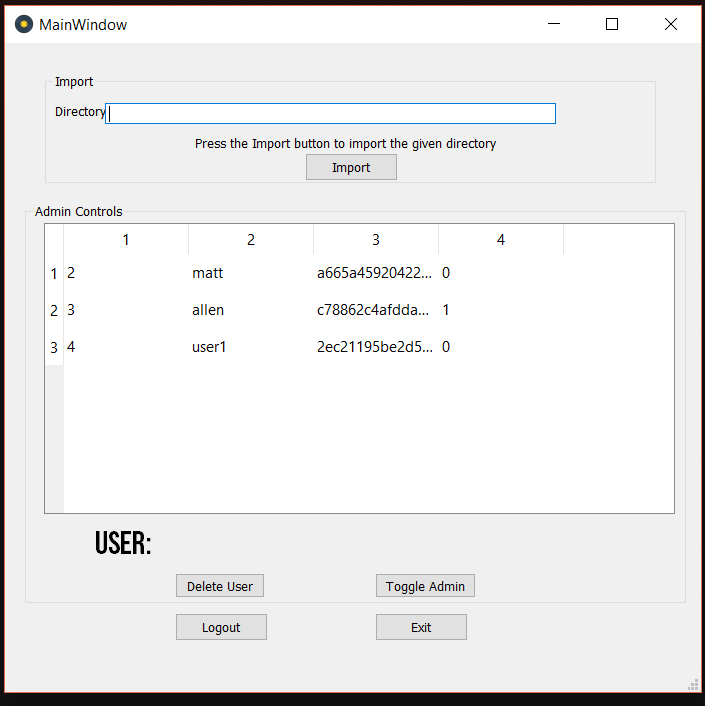 MainWindow
Import
Directory
Press the Import button to import the given directory
Import
Admin Controls
1 2 3 4
1 2 matt a665a45920422... 0
2 3 allen c78862c4afdda... 1
3 4 user1 2ec21195be2d5... 0
USER:
Delete User Toggle Admin
Logout Exit